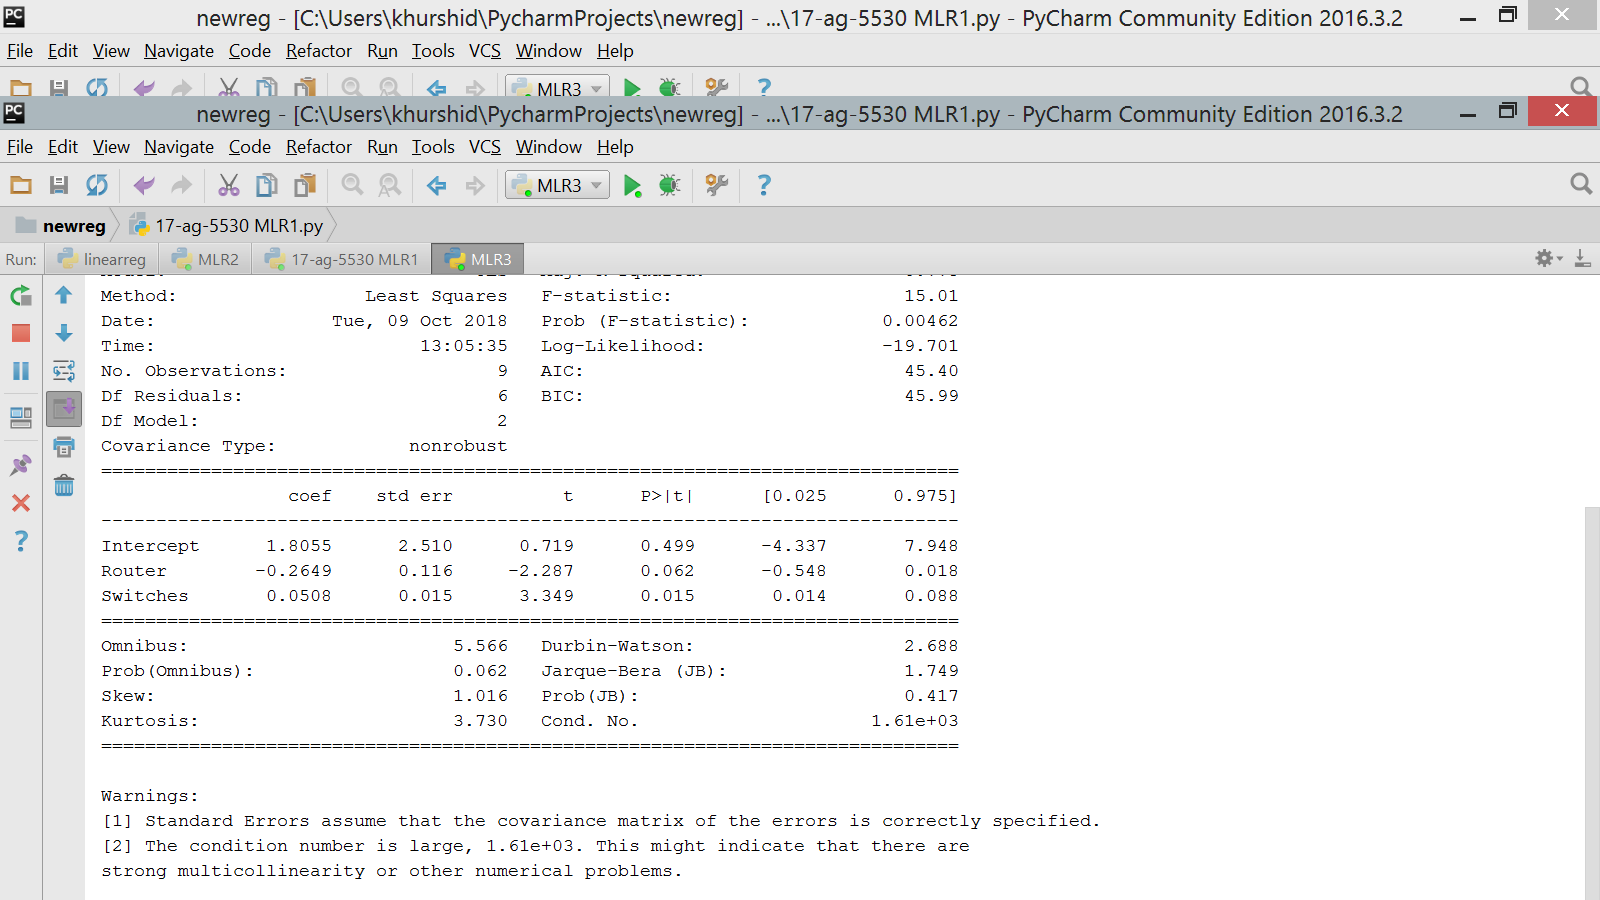 newreg - [C:\Users\khurshid\PycharmProjects\newreg] - ...\17-ag-5530 MLR1.py - PyCharm Community Edition 2016.3.2
File Edit View Navigate Code Refactor Run Tools VCS Window Help
MLR3
newreg - [C:\Users\khurshid\PycharmProjects\newreg] - ...\17-ag-5530 MLR1.py - PyCharm Community Edition 2016.3.2
File Edit View Navigate Code Refactor Run Tools VCS Window Help
MLR3
newreg 17-ag-5530 MLR1.py
Run: linearreg MLR2 17-ag-5530 MLR1 MLR3
Method: Least Squares F-statistic: 15.01
Date: Tue, 09 Oct 2018 Prob (F-statistic): 0.00462
Time: 13:05:35 Log-Likelihood: -19.701
No. Observations: 9 AIC: 45.40
Df Residuals: 6 BIC: 45.99
Df Model: 2
Covariance Type: nonrobust
==============================================================================
coef std err t P>|t| [0.025 0.975]
------------------------------------------------------------------------------
Intercept 1.8055 2.510 0.719 0.499 -4.337 7.948
Router -0.2649 0.116 -2.287 0.062 -0.548 0.018
Switches 0.0508 0.015 3.349 0.015 0.014 0.088
==============================================================================
Omnibus: 5.566 Durbin-Watson: 2.688
Prob(Omnibus): 0.062 Jarque-Bera (JB): 1.749
Skew: 1.016 Prob(JB): 0.417
Kurtosis: 3.730 Cond. No. 1.61e+03
==============================================================================
Warnings:
[1] Standard Errors assume that the covariance matrix of the errors is correctly specified.
[2] The condition number is large, 1.61e+03. This might indicate that there are
strong multicollinearity or other numerical problems.